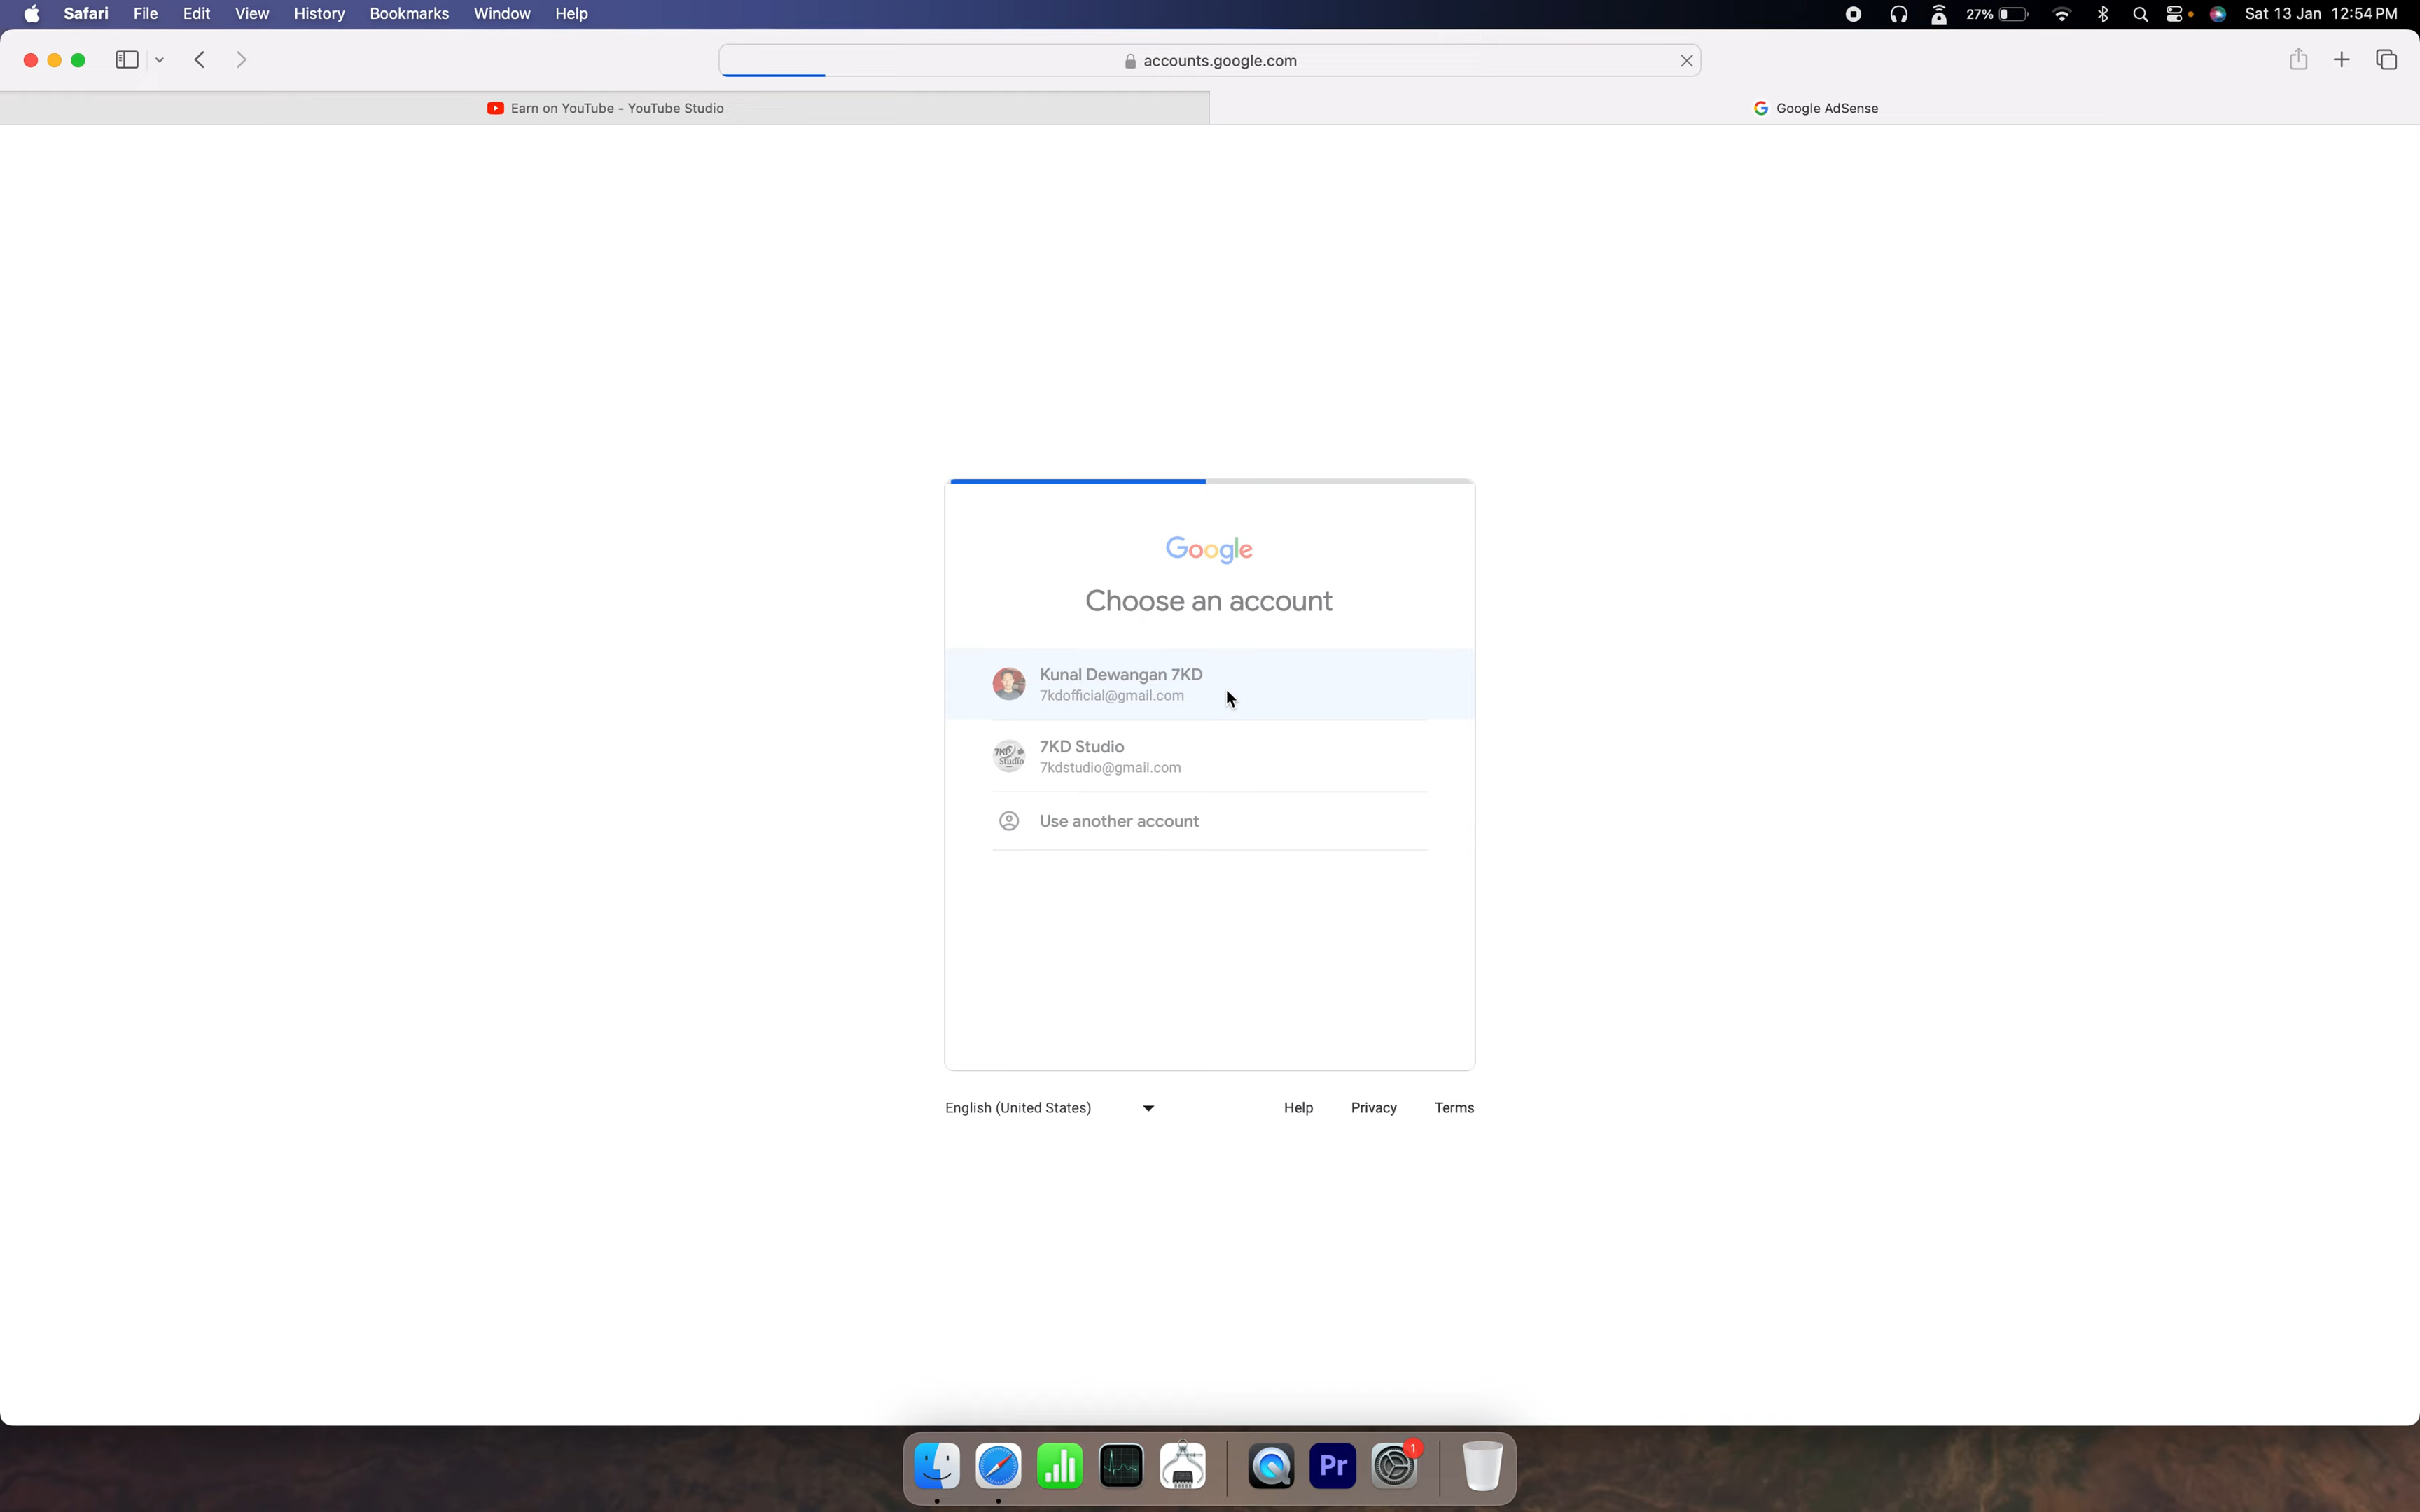 Safari File Edit View History Bookmarks Window Help 27% Sat 13 Jan 12:54 PM
accounts.google.com
Earn on YouTube - YouTube Studio Google AdSense
Google
Choose an account
Kunal Dewangan 7KD
7kdofficial@gmail.com
7KD Studio
7kdstudio@gmail.com
Use another account
English (United States) Help Privacy Terms
Pr 1